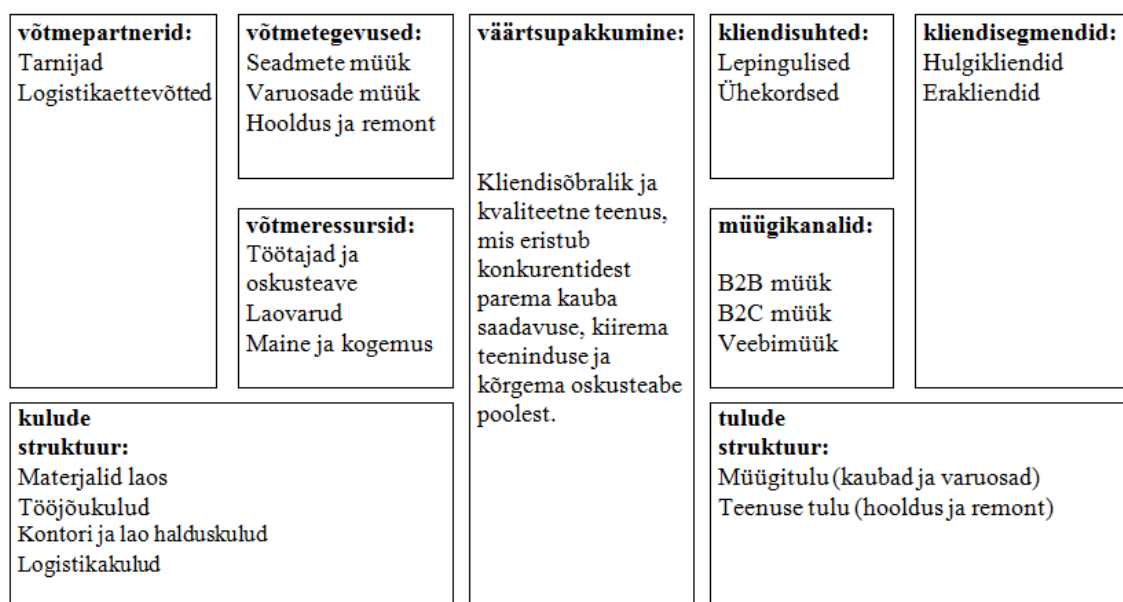 võtmepartnerid:
Tarnijad
Logistikaettevõtted
võtmetegevused:
Seadmete müük
Varuosade müük
Hooldus ja remont
võtmeressursid:
Töötajad ja
oskusteave
Laovarud
Maine ja kogemus
väärtsupakkumine:
Kliendisõbralik ja
kvaliteetne teenus,
mis eristub
konkurentidest
parema kauba
saadavuse, kiirema
teeninduse ja
kõrgema oskusteabe
poolest.
kliendisuhted:
Lepingulised
Ühekordsed
müügikanalid:
B2B müük
B2C müük
Veebimüük
kliendisegmendid:
Hulgikliendid
Erakliendid
kulude
struktuur:
Materjalid laos
Tööjõukulud
Kontori ja lao halduskulud
Logistikakulud
tulude
struktuur:
Müügitulu (kaubad ja varuosad)
Teenuse tulu (hooldus ja remont)